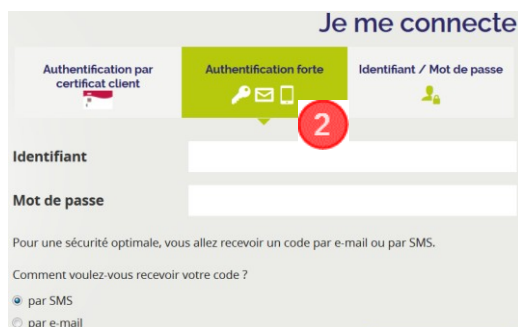 Je me connecte
Authentification par
certificat client
Authentification forte
Identifiant / Mot de passe
2
Identifiant
Mot de passe
Pour une sécurité optimale, vous allez recevoir un code par e-mail ou par SMS.
Comment voulez-vous recevoir votre code ?
par SMS
par e-mail